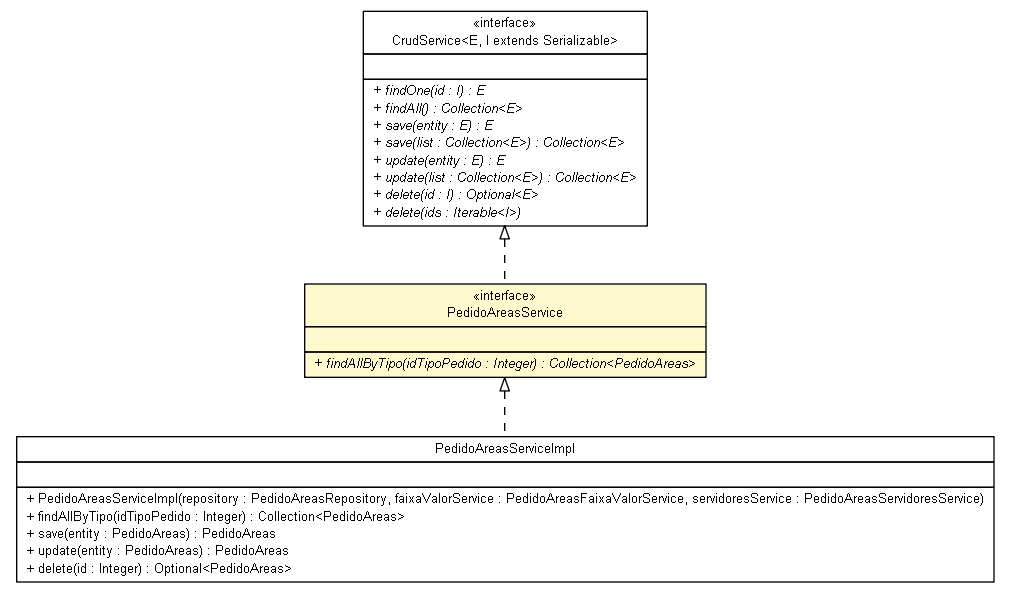 «interface»
CrudService<E, I extends Serializable>
+ findOne(id : I) : E
+ findAll() : Collection<E>
+ save(entity : E) : E
+ save(list : Collection<E>) : Collection<E>
+ update(entity : E) : E
+ update(list : Collection<E>) : Collection<E>
+ delete(id : I) : Optional<E>
+ delete(ids : Iterable<I>)
«interface»
PedidoAreasService
+ findAllByTipo(idTipoPedido : Integer) : Collection<PedidoAreas>
PedidoAreasServiceImpl
+ PedidoAreasServiceImpl(repository : PedidoAreasRepository, faixaValorService : PedidoAreasFaixaValorService, servidoresService : PedidoAreasServidoresService)
+ findAllByTipo(idTipoPedido : Integer) : Collection<PedidoAreas>
+ save(entity : PedidoAreas) : PedidoAreas
+ update(entity : PedidoAreas) : PedidoAreas
+ delete(id : Integer) : Optional<PedidoAreas>